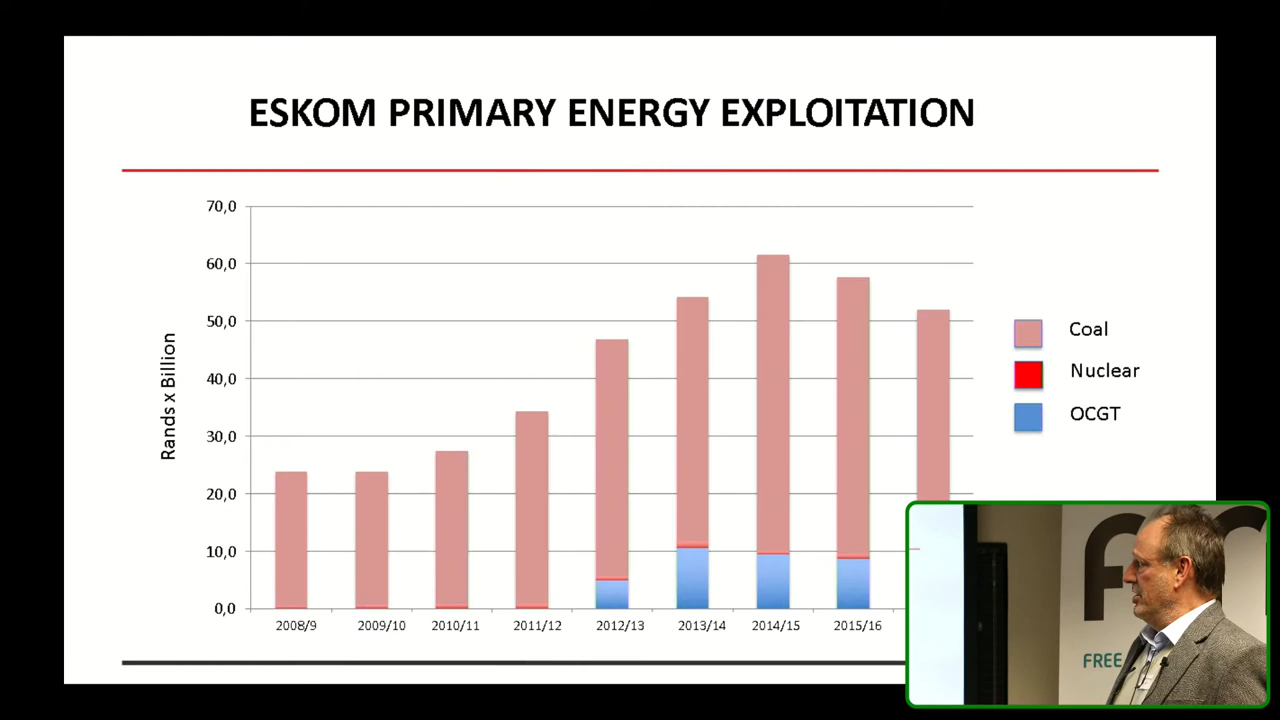 ESKOM PRIMARY ENERGY EXPLOITATION
70,0
60,0
50,0
40,0
30,0
20,0
10,0
0,0
Rands x Billion
2008/9
2009/10
2010/11
2011/12
2012/13
2013/14
2014/15
2015/16
Coal
Nuclear
OCGT
FREE